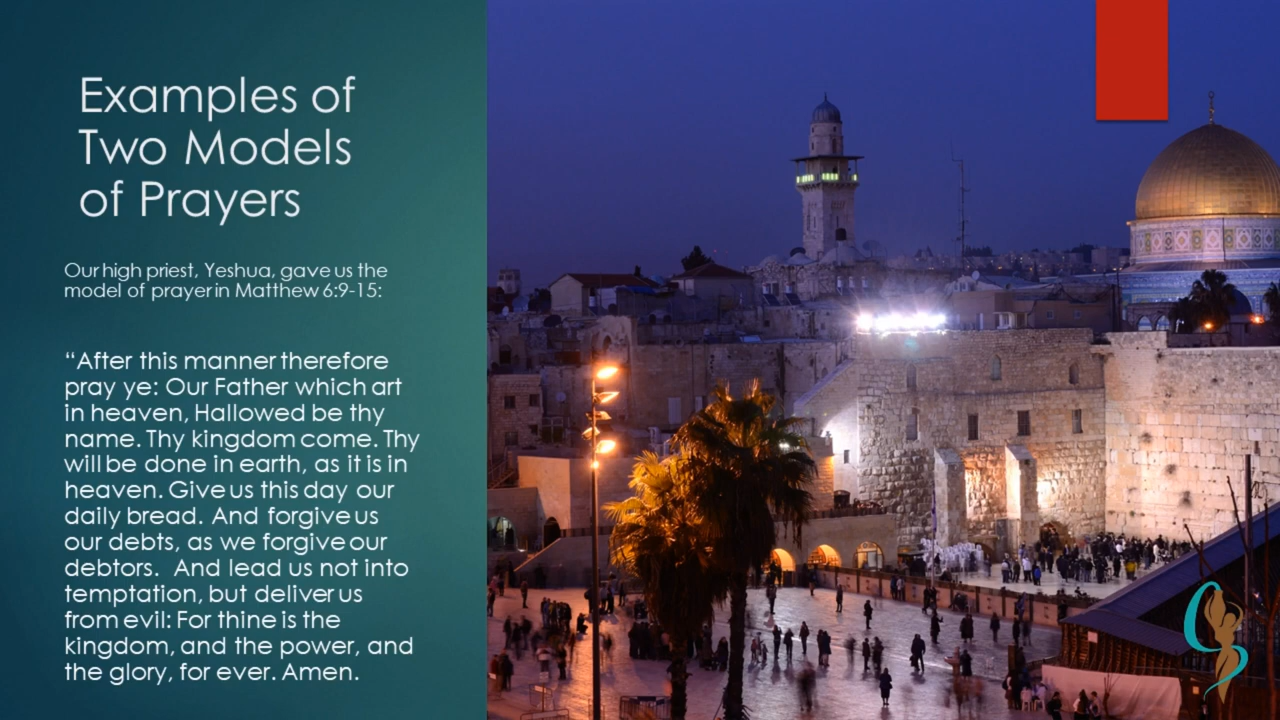 Examples of
Two Models
of Prayers
Our high priest, Yeshua, gave us the
model of prayer in Matthew 6:9-15:
“After this manner therefore
pray ye: Our Father which art
in heaven, Hallowed be thy
name. Thy kingdom come. Thy
will be done in earth, as it is in
heaven. Give us this day our
daily bread. And forgive us
our debts, as we forgive our
debtors. And lead us not into
temptation, but deliver us
from evil: For thine is the
kingdom, and the power, and
the glory, for ever. Amen.